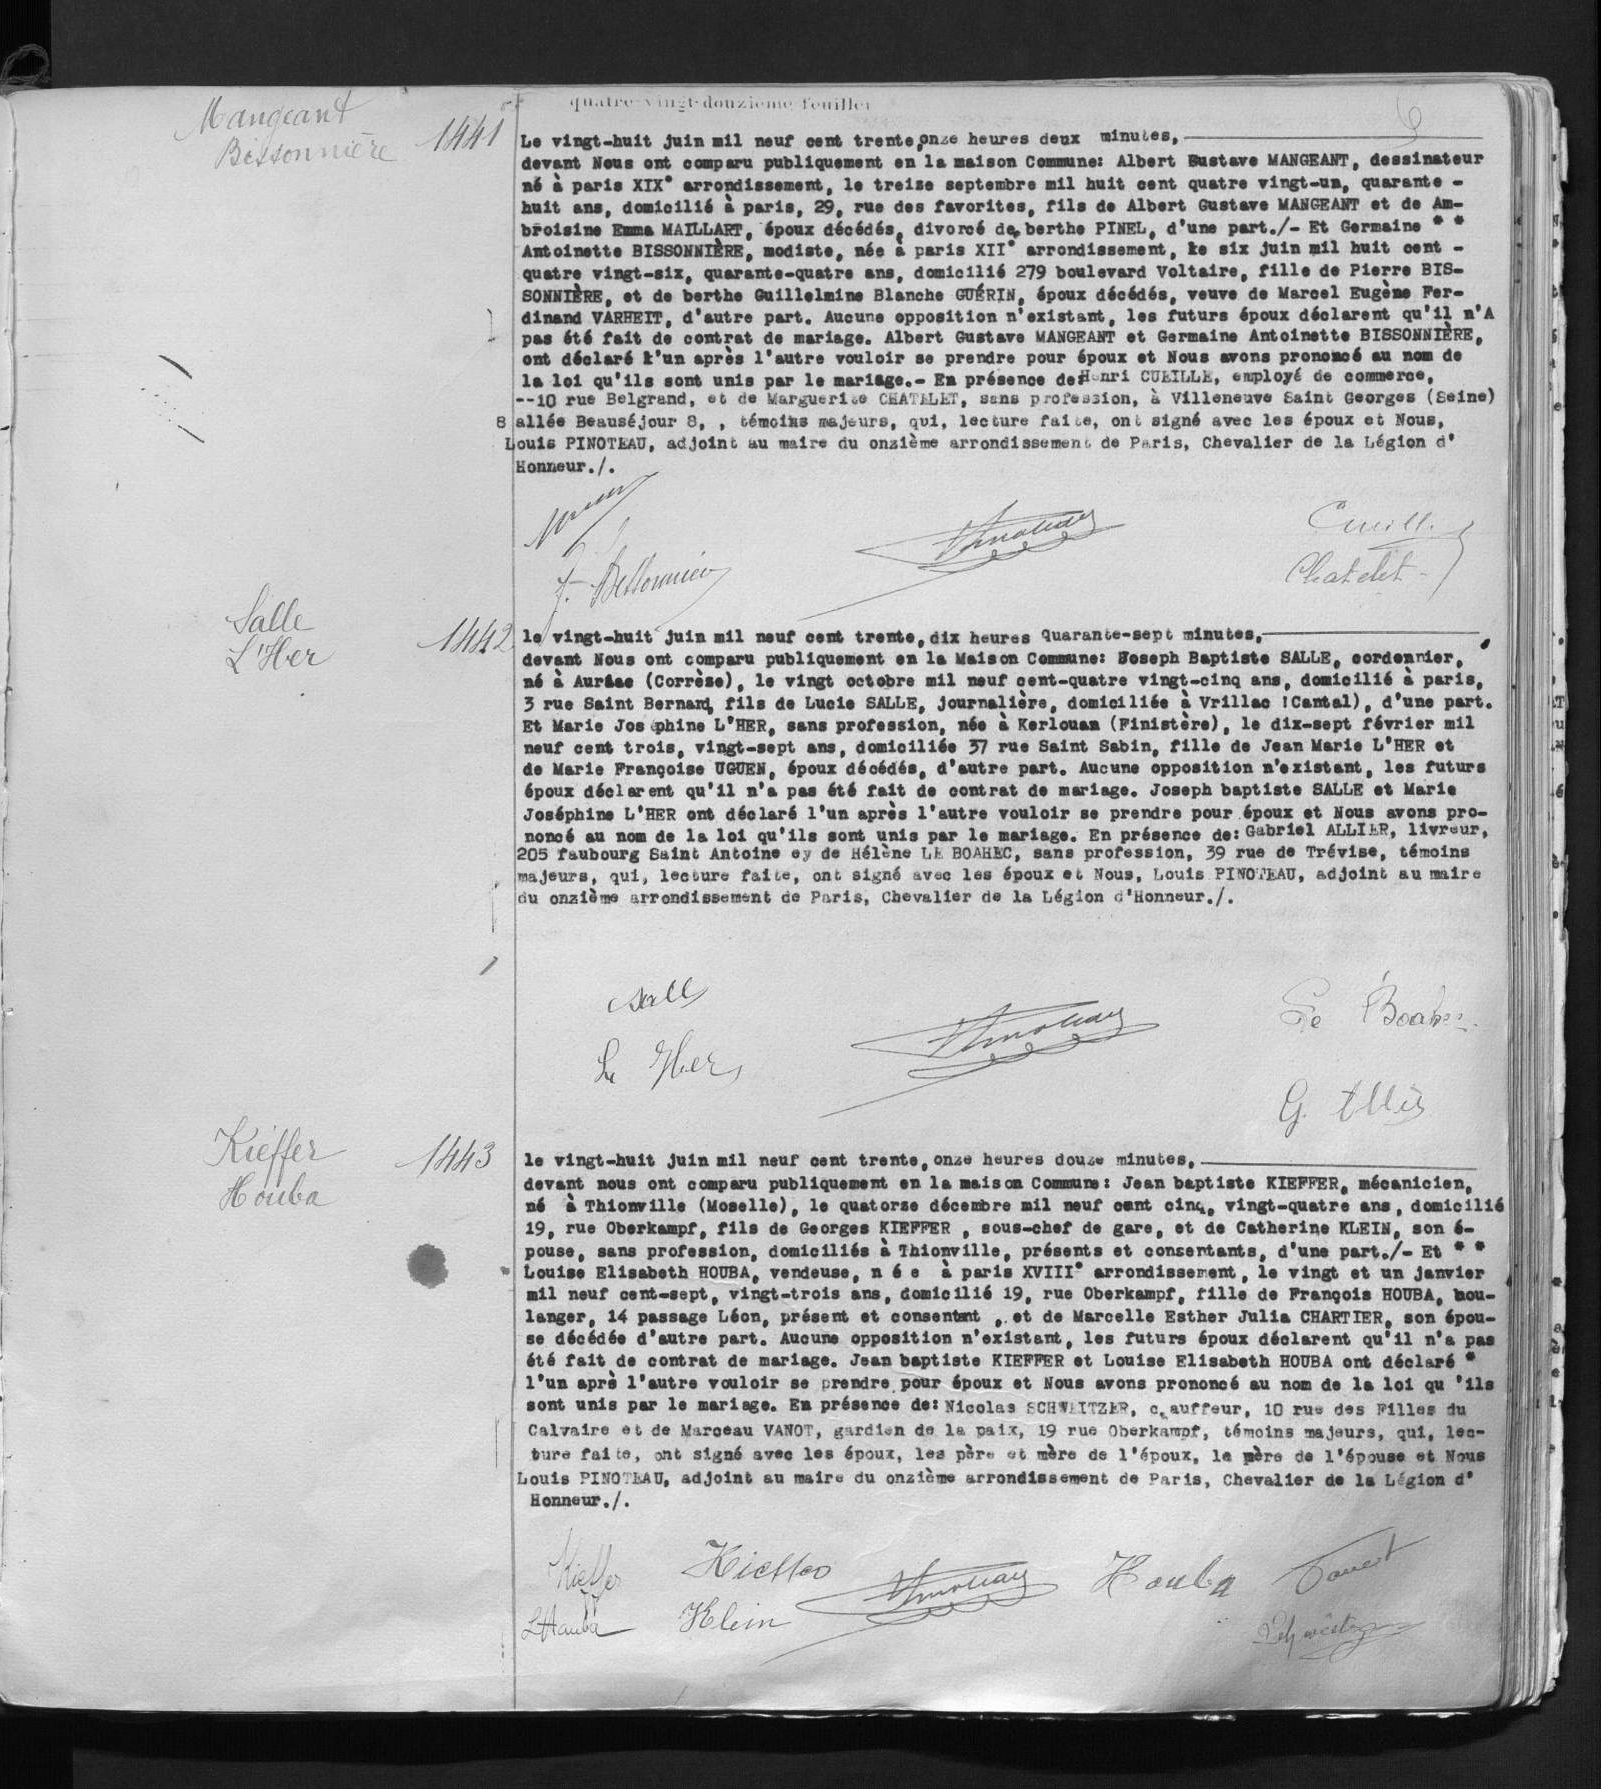 quatre-vingt-douzième feuillet
Mangeant
Bissonnière
1441
Le vingt-huit juin mil neuf cent trente,onze heures deux minutes,
devant Nous ont comparu publiquement en la maison Commune: Albert Gustave MANGEANT, dessinateur
né à paris XIX° arrondissement, le treize septembre mil huit cent quatre vingt-un, quarante -
huit ans, domicilié à paris, 29, rue des favorites, fils de Albert Gustave MANGEANT et de Am-
broisine Emma MAILLART, époux décédés, divorcé de berthe PINEL, d'une part./- Et Germaine * *
Antoinette BISSONNIÈRE, modiste, née à paris XII° arrondissement, le six juin mil huit cent -
quatre vingt-six, quarante-quatre ans, domicilié 279 boulevard Voltaire, fille de Pierre BIS-
SONNIÈRE, et de berthe Guillelmine Blanche GUÉRIN, époux décédés, veuve de Marcel Eugène Fer-
dinand VARHEIT, d'autre part. Aucune opposition n'existant, les futurs époux déclarent qu'il n'A
pas été fait de contrat de mariage. Albert Gustave MANGEANT et Germaine Antoinette BISSONNIÈRE,
ont déclaré l'un après l'autre vouloir se prendre pour époux et Nous avons prononcé au nom de
la loi qu'ils sont unis par le mariage.- En présence de:Henri CUEILLE, employé de commerce,
--10 rue Belgrand, et de Marguerite CHATELET, sans profession, à Villeneuve Saint Georges (Seine)
8 allée Beauséjour 8, , témoins majeurs, qui, lecture faite, ont signé avec les époux et Nous,
Louis PINOTEAU, adjoint au maire du onzième arrondissement de Paris, Chevalier de la Légion d'
Honneur./.
Cueille
Chatelet
Salle
L'Her
1442
le vingt-huit juin mil neuf cent trente,dix heures Quarante-sept minutes,
devant Nous ont comparu publiquement en la Maison Commune: Joseph Baptiste SALLE, cordonnier,
né à (Corrèze), le vingt octobre mil neuf cent-quatre vingt-cinq ans, domicilié à paris,
3 rue Saint Bernard, fils de Lucie SALLE, journalière, domiciliée à Vrillac !Cantal), d'une part.
Et Marie Joséphine L'HER, sans profession, née à Kerlouan (Finistère), le dix-sept février mil
neuf cent trois, vingt-sept ans, domiciliée 37 rue Saint Sabin, fille de Jean Marie L'HER et
de Marie Françoise UGUEN, époux décédés, d'autre part. Aucune opposition n'existant, les futurs
époux déclarent qu'il n'a pas été fait de contrat de mariage. Joseph baptiste SALLE et Marie
Joséphine L'HER ont déclaré l'un après l'autre vouloir se prendre pour époux et Nous avons pro-
noncé au nom de la loi qu'ils sont unis par le mariage. En présence de: Gabriel ALLIER, livreur,
205 faubourg Saint Antoine ey de Hélène LE BOAHEC, sans profession, 39 rue de Trévise, témoins
majeurs, qui, lecture faite, ont signé avec les époux et Nous, Louis PINOTEAU, adjoint au maire
du onzième arrondissement de Paris, Chevalier de la Légion d'Honneur./.
Salle
Le Boahec
L'Her
G. Allier
Kieffer
Houba
1443
le vingt-huit juin mil neuf cent trente,onze heures douze minutes,
devant nous ont comparu publiquement en la maison Commune: Jean baptiste KIEFFER, mécanicien,
né à Thionville (Moselle), le quatorze décembre mil neuf cent cinq, vingt-quatre ans, domicilié
19, rue Oberkampf, fils de Georges KIEFFER , sous-chef de gare, et de Catherine KLEIN, son é-
pouse, sans profession, domiciliés à Thionville, présents et consentants, d'une part./- Et * *
Louise Elisabeth HOUBA, vendeuse, n é e à paris XVIII° arrondissement, le vingt et un janvier
mil neuf cent-sept, vingt-trois ans, domicilié 19, rue Oberkampf, fille de François HOUBA, bou-
langer, 14 passage Léon, présent et consentant , et de Marcelle Esther Julia CHARTIER, son épou-
se décédée d'autre part. Aucune opposition n'existant, les futurs époux déclarent qu'il n'a pas
été fait de contrat de mariage. Jean baptiste KIEFFER et Louise Elisabeth HOUBA ont déclaré *
l'un aprè l'autre vouloir se prendre pour époux et Nous avons prononcé au nom de la loi qu 'ils
sont unis par le mariage. En présence de: Nicolas SCHWEITZER, chauffeur, 10 rue des Filles du
Calvaire et de Marceau VANOT, gardien de la paix, 19 rue Oberkampf, témoins majeurs, qui, lec-
ture faite, ont signé avec les époux, les père et mère de l'époux, le père de l'épouse et Nous
Louis PINOTEAU, adjoint au maire du onzième arrondissement de Paris, Chevalier de la Légion d'
Honneur./.
Kieffer Kieffer Houba
LHouba Klein